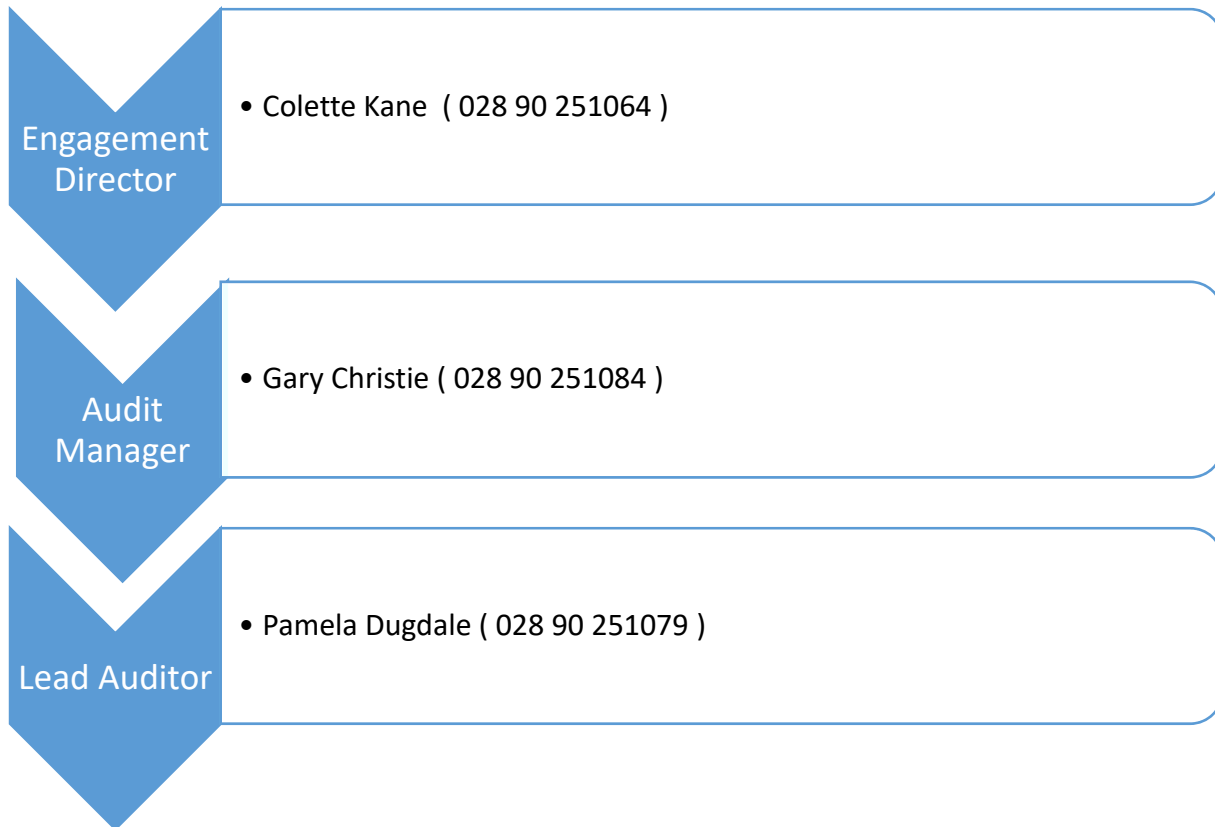 Engagement
Director
• Colette Kane ( 028 90 251064 )
Audit
Manager
• Gary Christie ( 028 90 251084 )
Lead Auditor
• Pamela Dugdale ( 028 90 251079 )